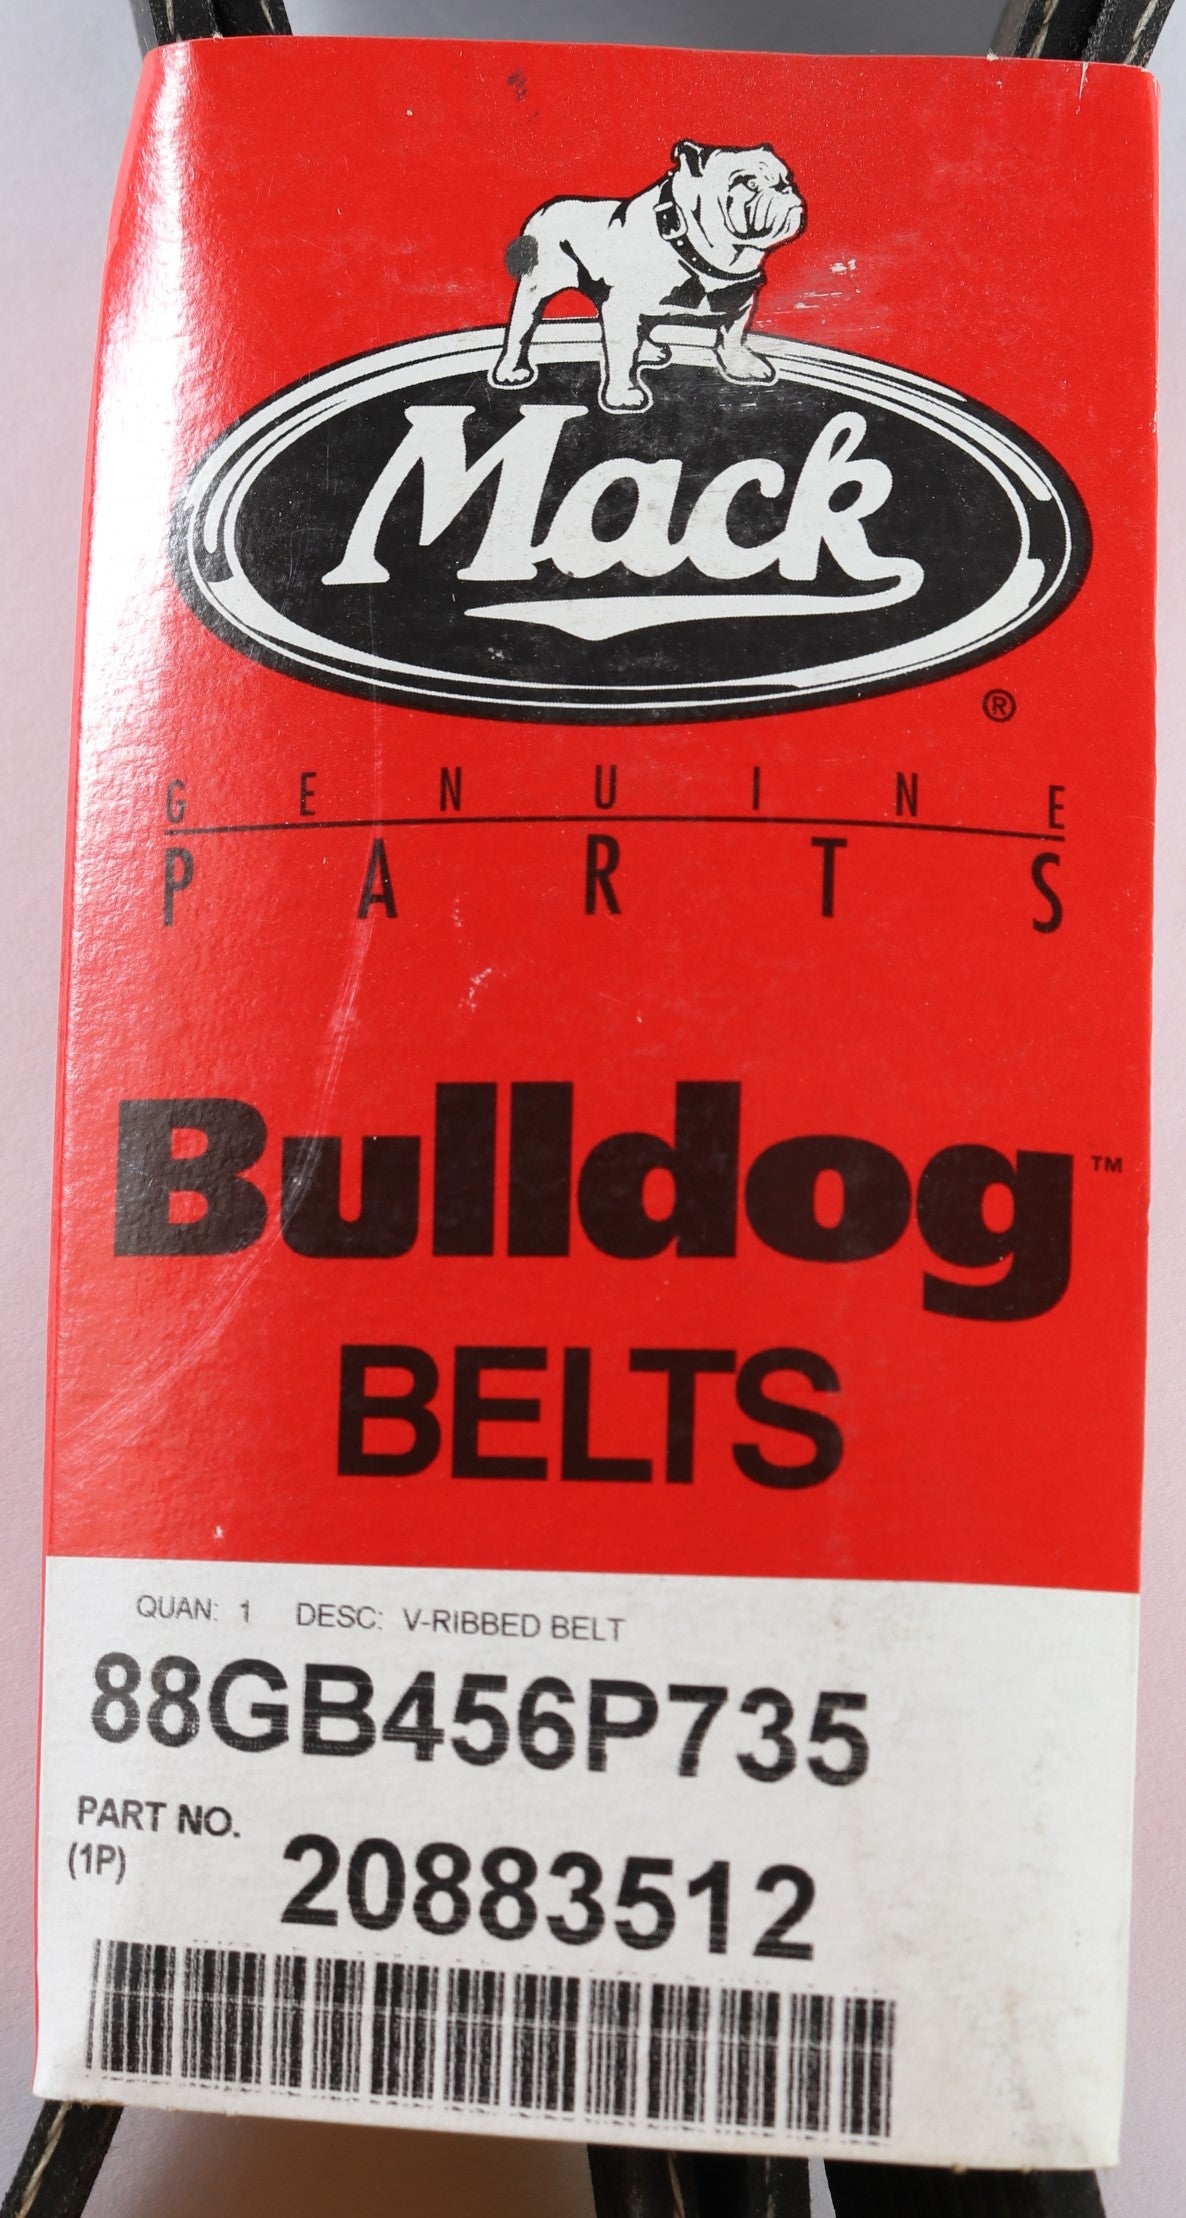 Mack
®
GENUINE
PARTS
Bulldog™
BELTS
QUAN: 1 DESC: V-RIBBED BELT
88GB456P735
PART NO.
(1P) 20883512